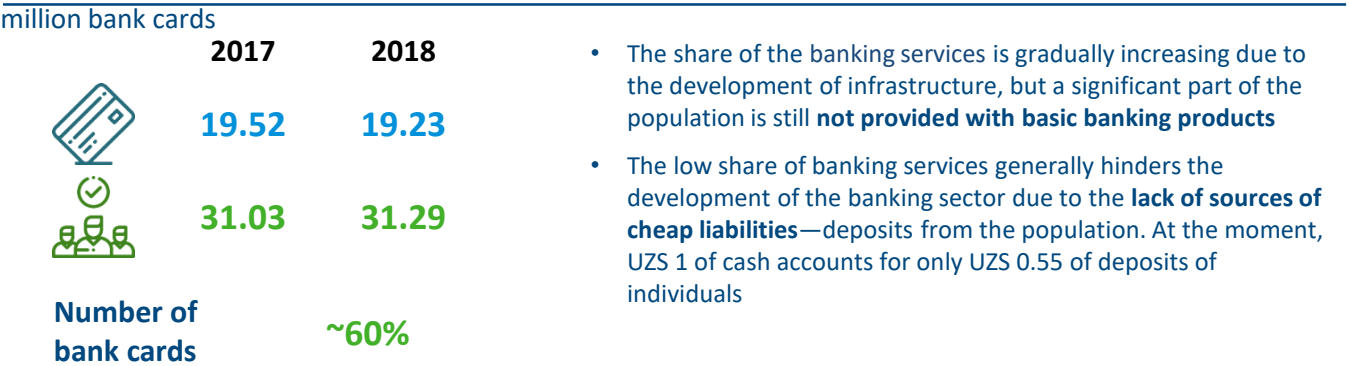 million bank cards
2017 2018
19.52 19.23
31.03 31.29
Number of
bank cards
~60%
• The share of the banking services is gradually increasing due to
the development of infrastructure, but a significant part of the
population is still not provided with basic banking products
• The low share of banking services generally hinders the
development of the banking sector due to the lack of sources of
cheap liabilities—deposits from the population. At the moment,
UZS 1 of cash accounts for only UZS 0.55 of deposits of
individuals